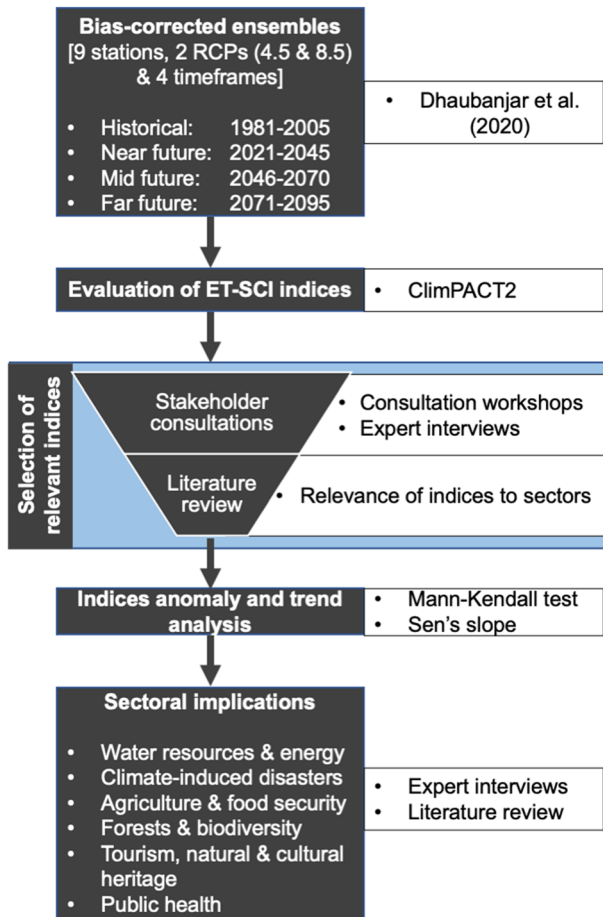 Bias-corrected ensembles
[9 stations, 2 RCPs (4.5 & 8.5)
& 4 timeframes]
• Historical: 1981-2005
• Near future: 2021-2045
• Mid future: 2046-2070
• Far future: 2071-2095
• Dhaubanjar et al.
(2020)
Evaluation of ET-SCI indices
• ClimPACT2
Selection of
relevant indices
Stakeholder
consultations
• Consultation workshops
• Expert interviews
Literature
review
• Relevance of indices to sectors
Indices anomaly and trend
analysis
• Mann-Kendall test
• Sen's slope
Sectoral implications
• Water resources & energy
• Climate-induced disasters
• Agriculture & food security
• Forests & biodiversity
• Tourism, natural & cultural
heritage
• Public health
• Expert interviews
• Literature review